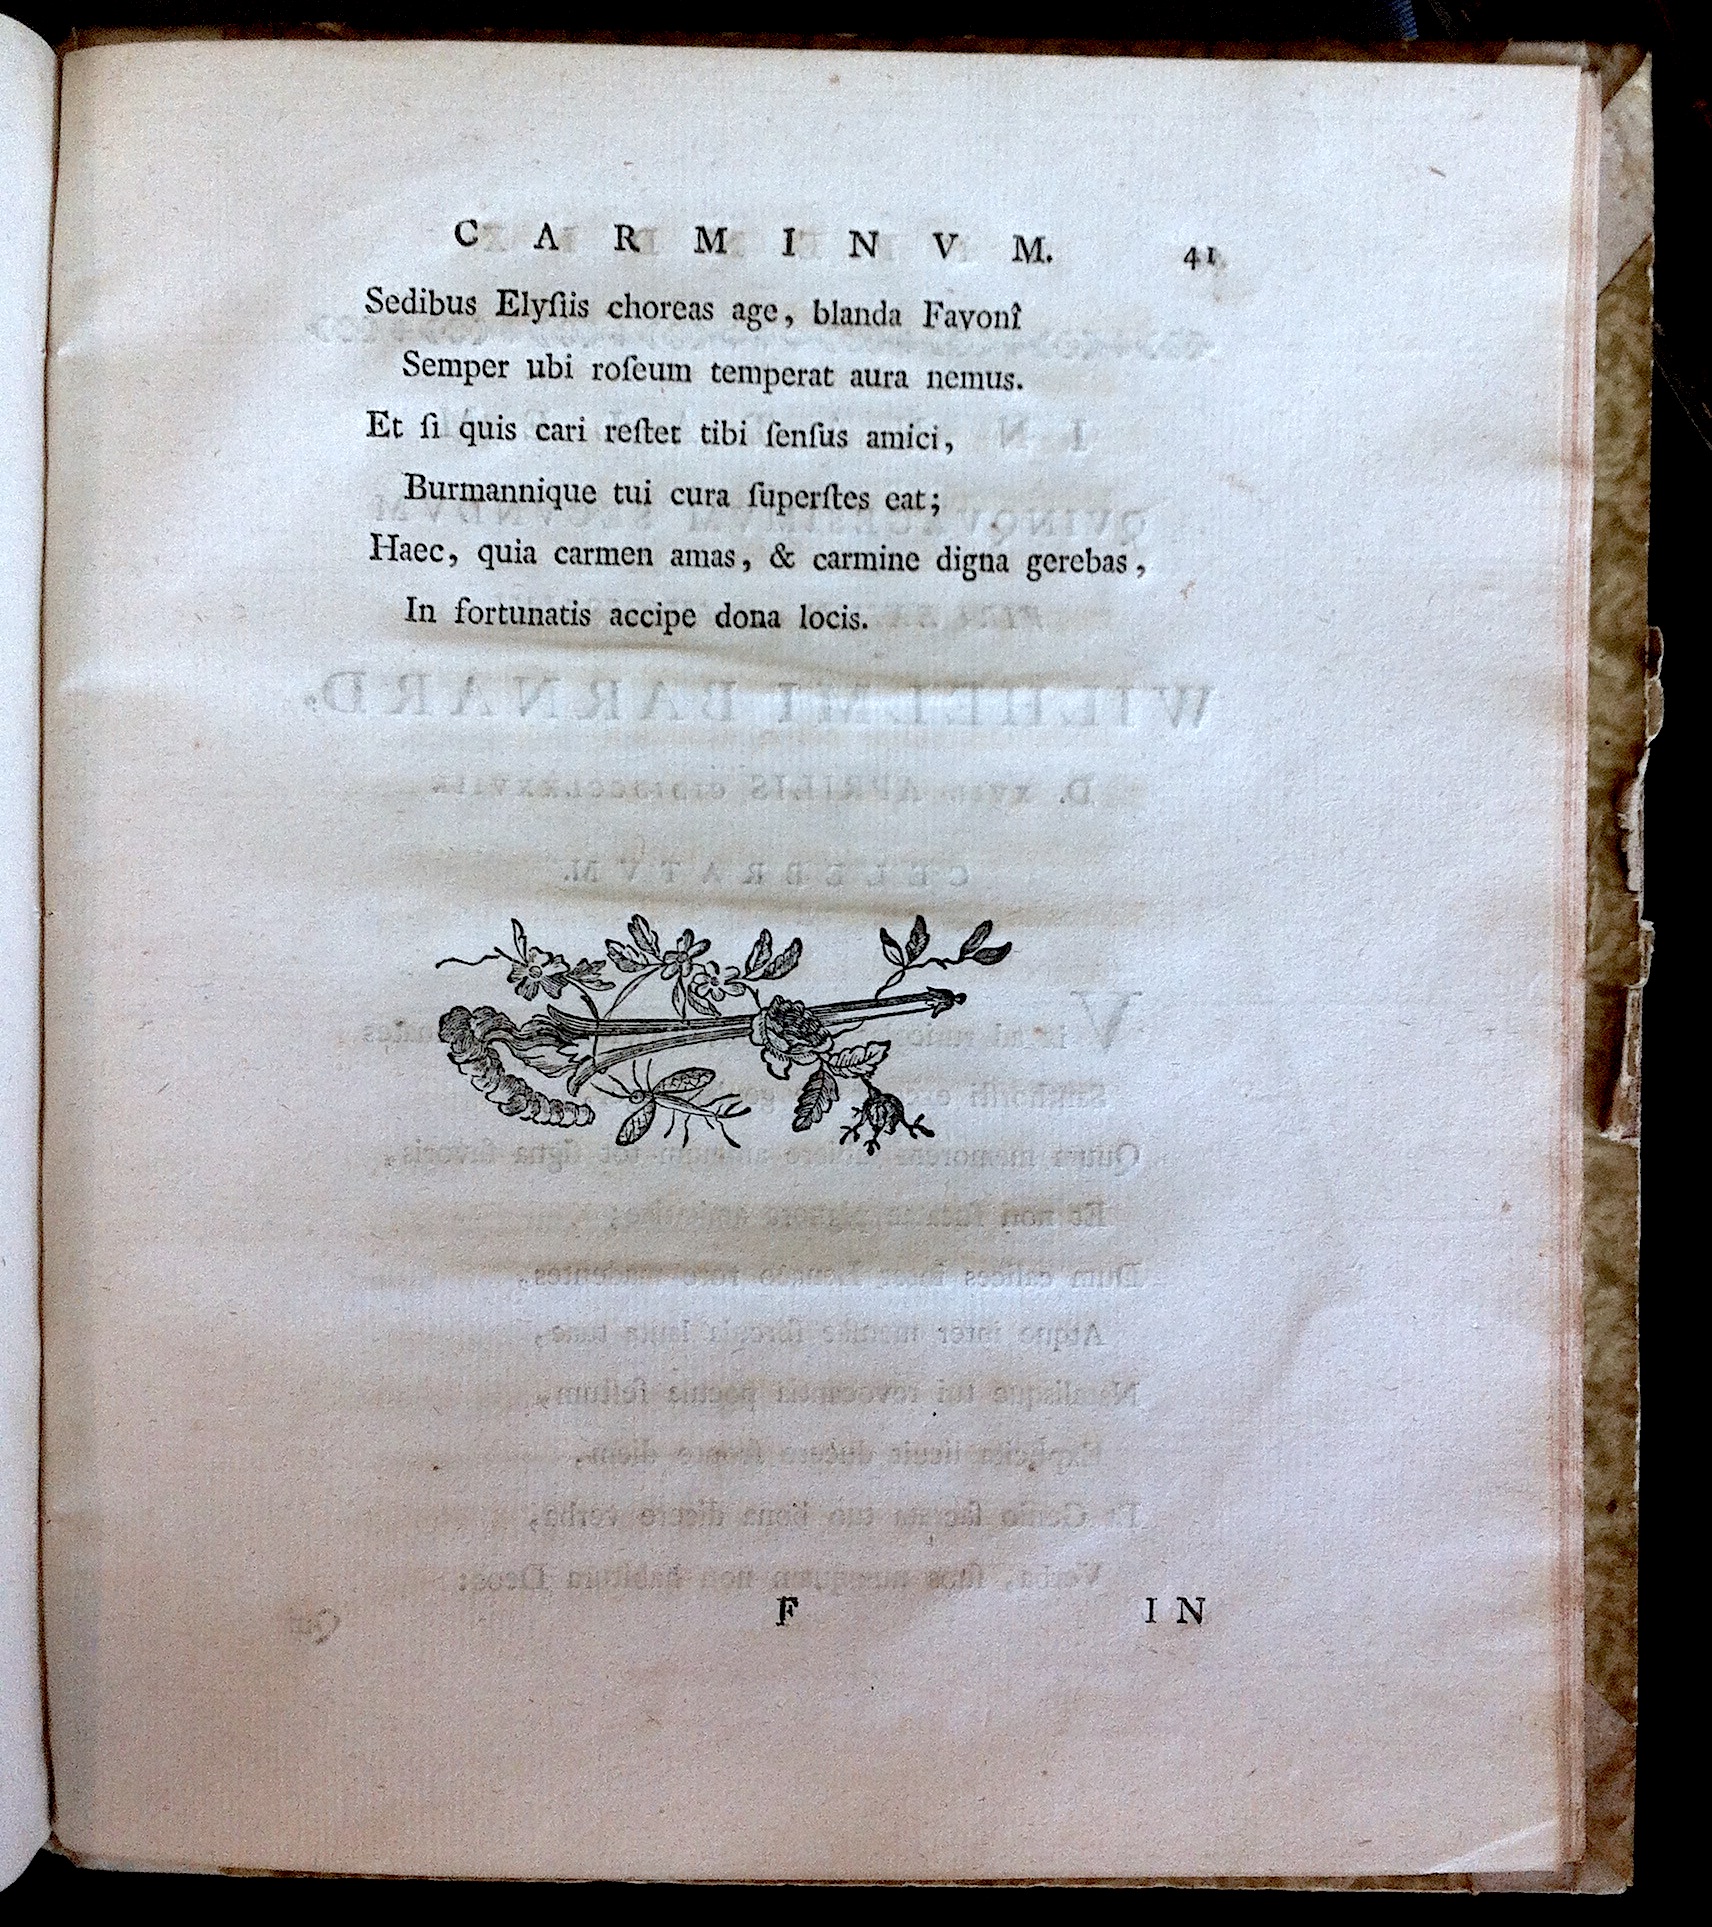 CARMINVM. 41
Sedibus Elyſiis choreas age, blanda Favonî
Semper ubi roſeum temperat aura nemus.
Et ſi quis cari reſtet tibi ſenſus amici,
Burmannique tui cura ſuperſtes eat;
Haec, quia carmen amas, & carmine digna gerebas,
In fortunatis accipe dona locis.
F IN